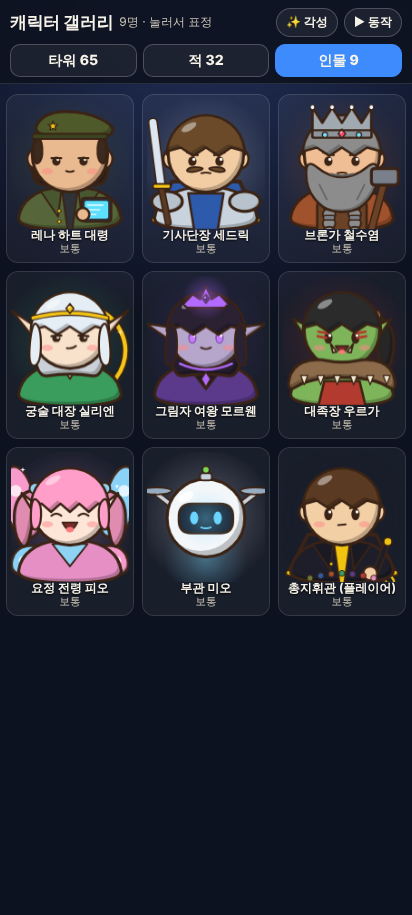 캐릭터 갤러리 9명 · 눌러서 표정
✨ 각성
▶ 동작
타워 65
적 32
인물 9
레나 하트 대령
보통
기사단장 세드릭
보통
브론가 철수염
보통
궁술 대장 실리엔
보통
그림자 여왕 모르웬
보통
대족장 우르가
보통
요정 전령 피오
보통
부관 미오
보통
총지휘관 (플레이어)
보통